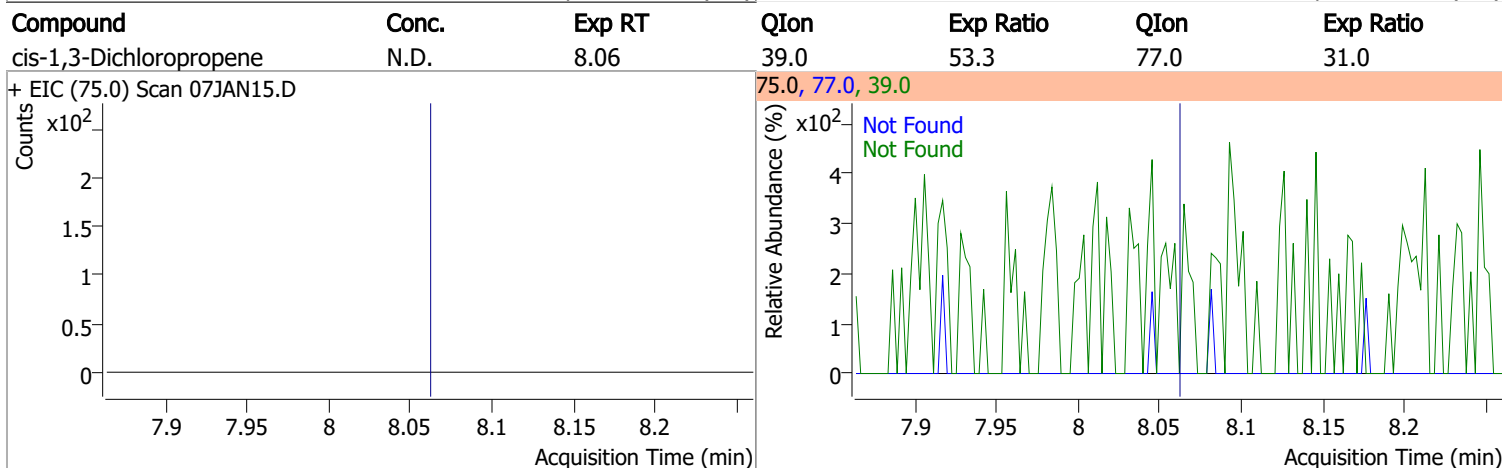 Compound Conc. Exp RT QIon Exp Ratio QIon Exp Ratio
cis-1,3-Dichloropropene N.D. 8.06 39.0 53.3 77.0 31.0
+ EIC (75.0) Scan 07JAN15.D
Counts
x10²
2
1.5
1
0.5
0
7.9 7.95 8 8.05 8.1 8.15 8.2
Acquisition Time (min)
75.0, 77.0, 39.0
Relative Abundance (%)
x10²
Not Found
Not Found
4
3
2
1
0
7.9 7.95 8 8.05 8.1 8.15 8.2
Acquisition Time (min)